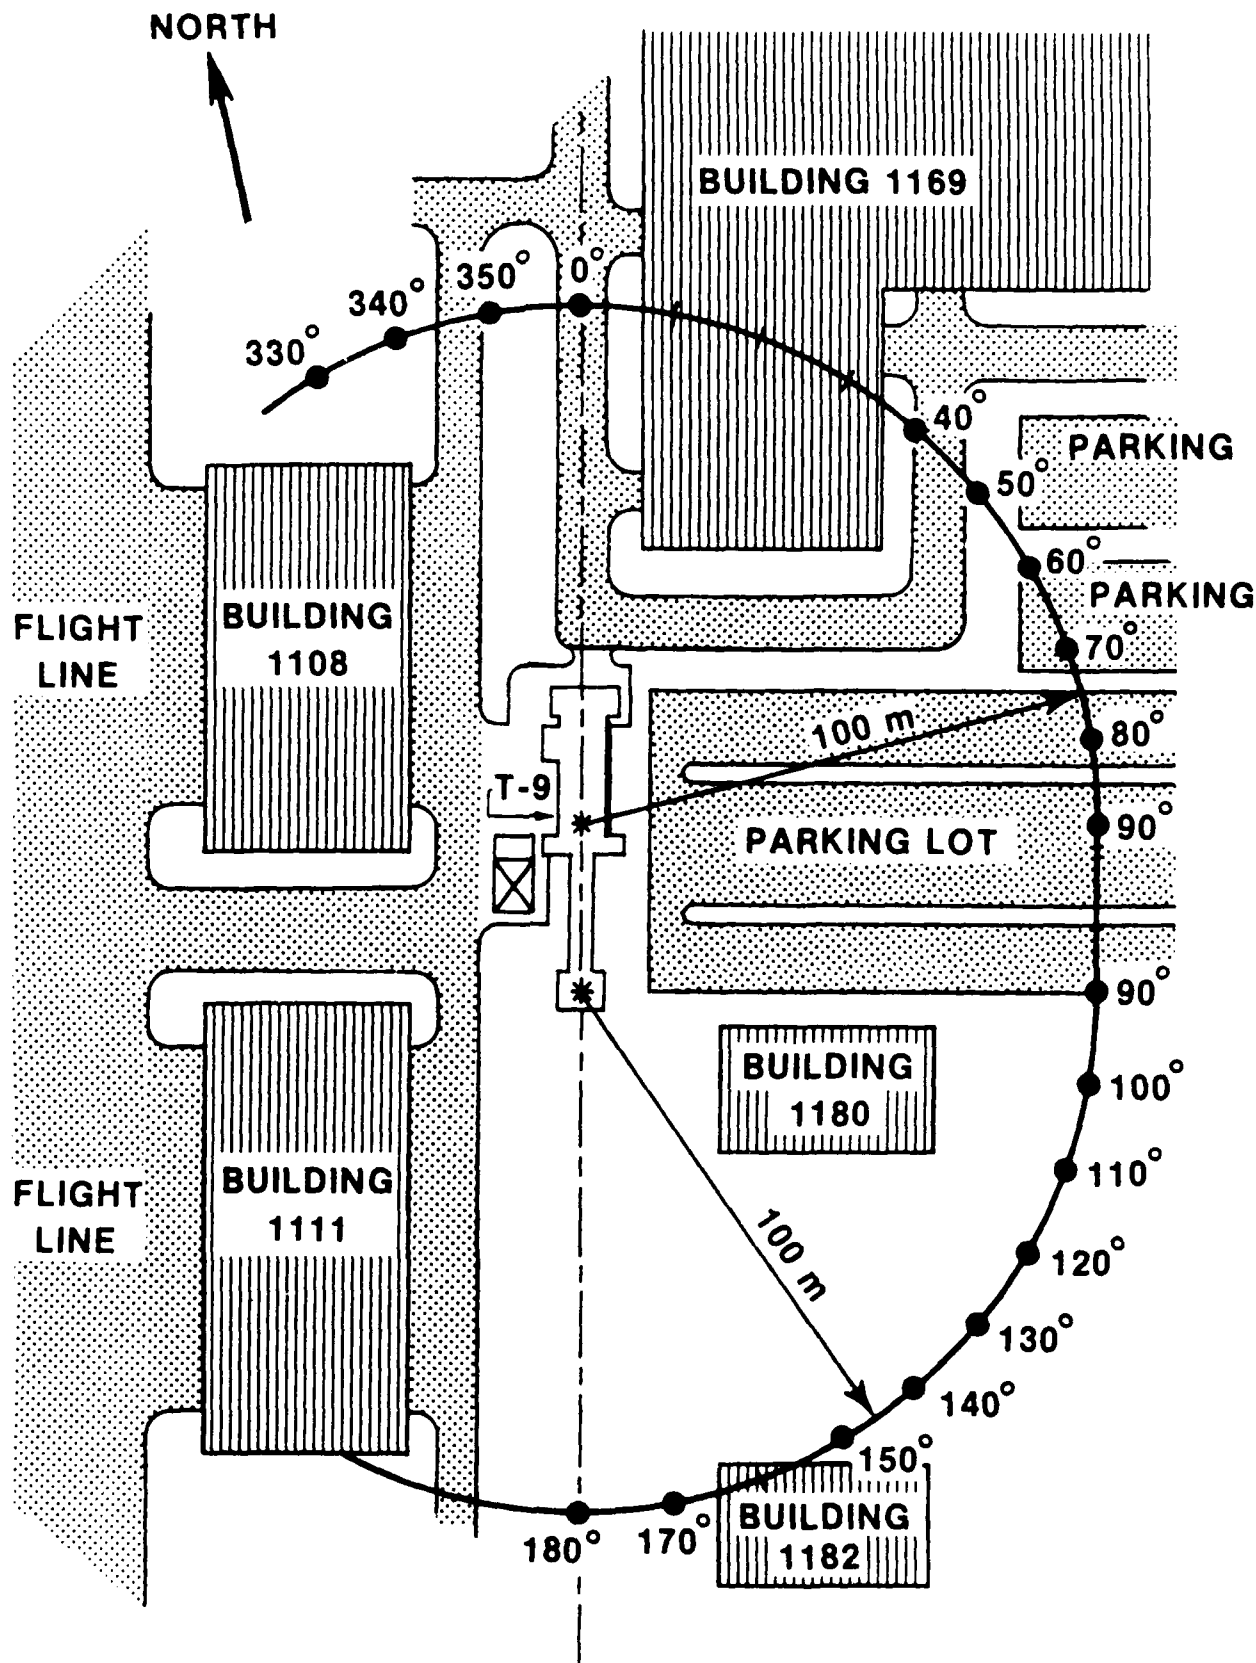 NORTH
BUILDING 1169
350°
0°
340°
330°
40°
PARKING
50°
60°
PARKING
FLIGHT
LINE
BUILDING
1108
70°
100 m
80°
T-9
90°
PARKING LOT
90°
BUILDING
1180
100°
110°
FLIGHT
LINE
BUILDING
1111
100 m
120°
130°
140°
150°
BUILDING
1182
170°
180°